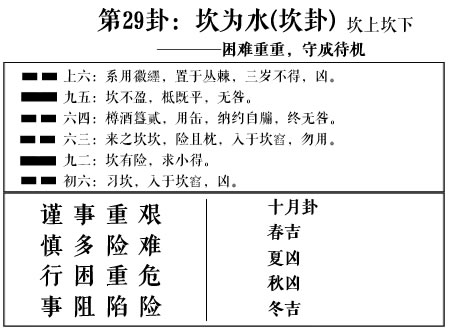 第29卦：坎为水(坎卦) 坎上坎下
————困难重重，守成待机
上六：系用徽纆，置于丛棘，三岁不得，凶。
九五：坎不盈，柢既平，无咎。
六四：樽酒簋贰，用缶，纳约自牖，终无咎。
六三：来之坎坎，险且枕，入于坎窞，勿用。
九二：坎有险，求小得。
初六：习坎，入于坎窞，凶。
谨事重艰
慎多险难
行困重危
事阻陷险
十月卦
春吉
夏凶
秋凶
冬吉